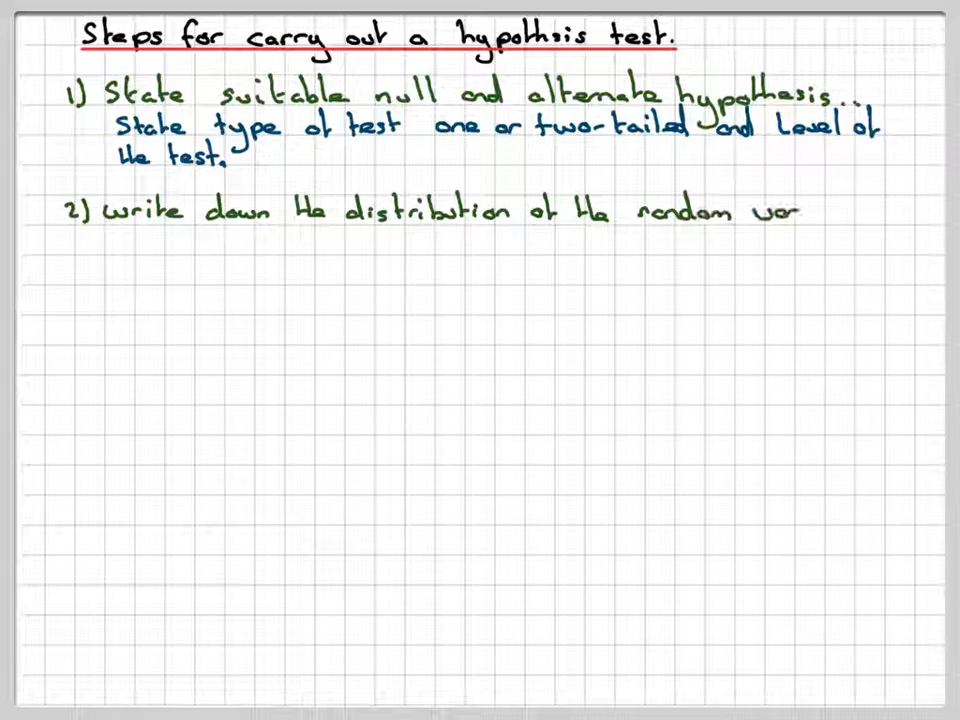 Steps for carry out a hypothsis test.
1) State suitable null and alternate hypothesis...
State type of test one or two-tailed and level of
the test.
2) write down the distribution of the random var